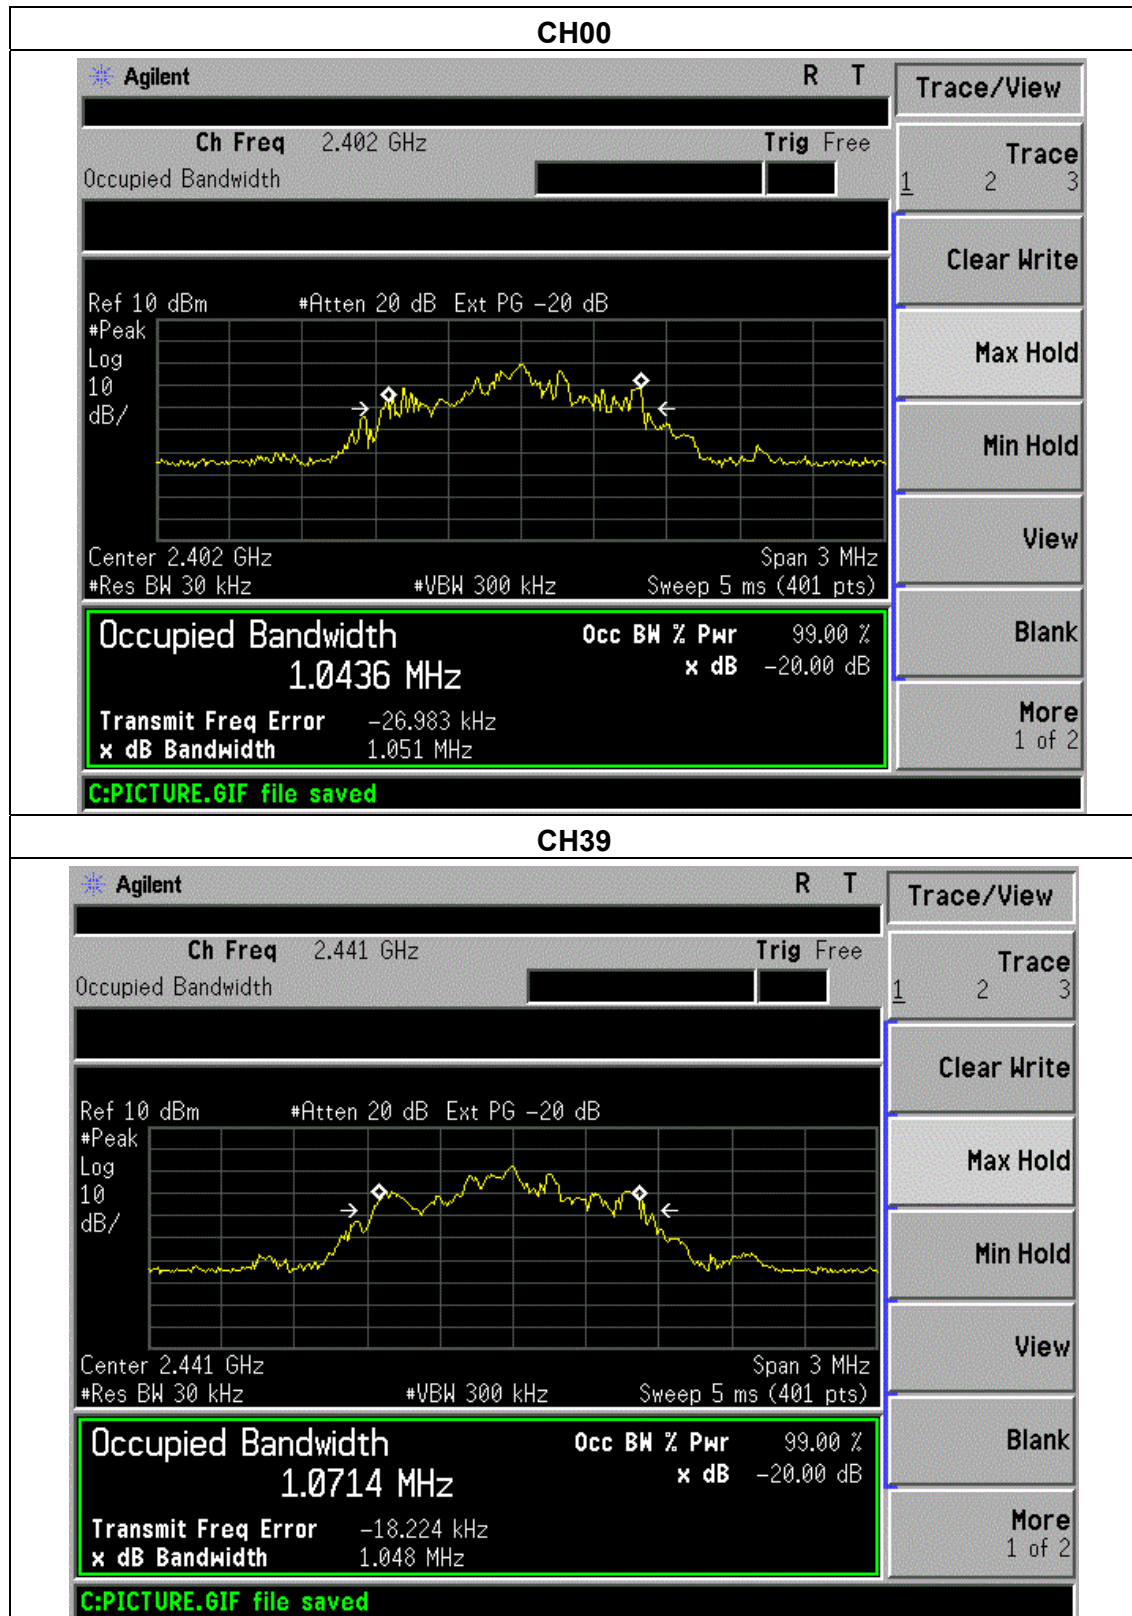 CH00
Agilent R T Trace/View
Ch Freq 2.402 GHz Trig Free
Occupied Bandwidth
Trace
1 2 3
Clear Write
Ref 10 dBm #Atten 20 dB Ext PG -20 dB
#Peak
Log
10
dB/
Max Hold
Min Hold
View
Center 2.402 GHz Span 3 MHz
#Res BW 30 kHz #VBW 300 kHz Sweep 5 ms (401 pts)
Occupied Bandwidth Occ BW % Pwr 99.00 %
1.0436 MHz x dB -20.00 dB
Blank
Transmit Freq Error -26.983 kHz
x dB Bandwidth 1.051 MHz
More
1 of 2
C:PICTURE.GIF file saved
CH39
Agilent R T Trace/View
Ch Freq 2.441 GHz Trig Free
Occupied Bandwidth
Trace
1 2 3
Clear Write
Ref 10 dBm #Atten 20 dB Ext PG -20 dB
#Peak
Log
10
dB/
Max Hold
Min Hold
View
Center 2.441 GHz Span 3 MHz
#Res BW 30 kHz #VBW 300 kHz Sweep 5 ms (401 pts)
Occupied Bandwidth Occ BW % Pwr 99.00 %
1.0714 MHz x dB -20.00 dB
Blank
Transmit Freq Error -18.224 kHz
x dB Bandwidth 1.048 MHz
More
1 of 2
C:PICTURE.GIF file saved